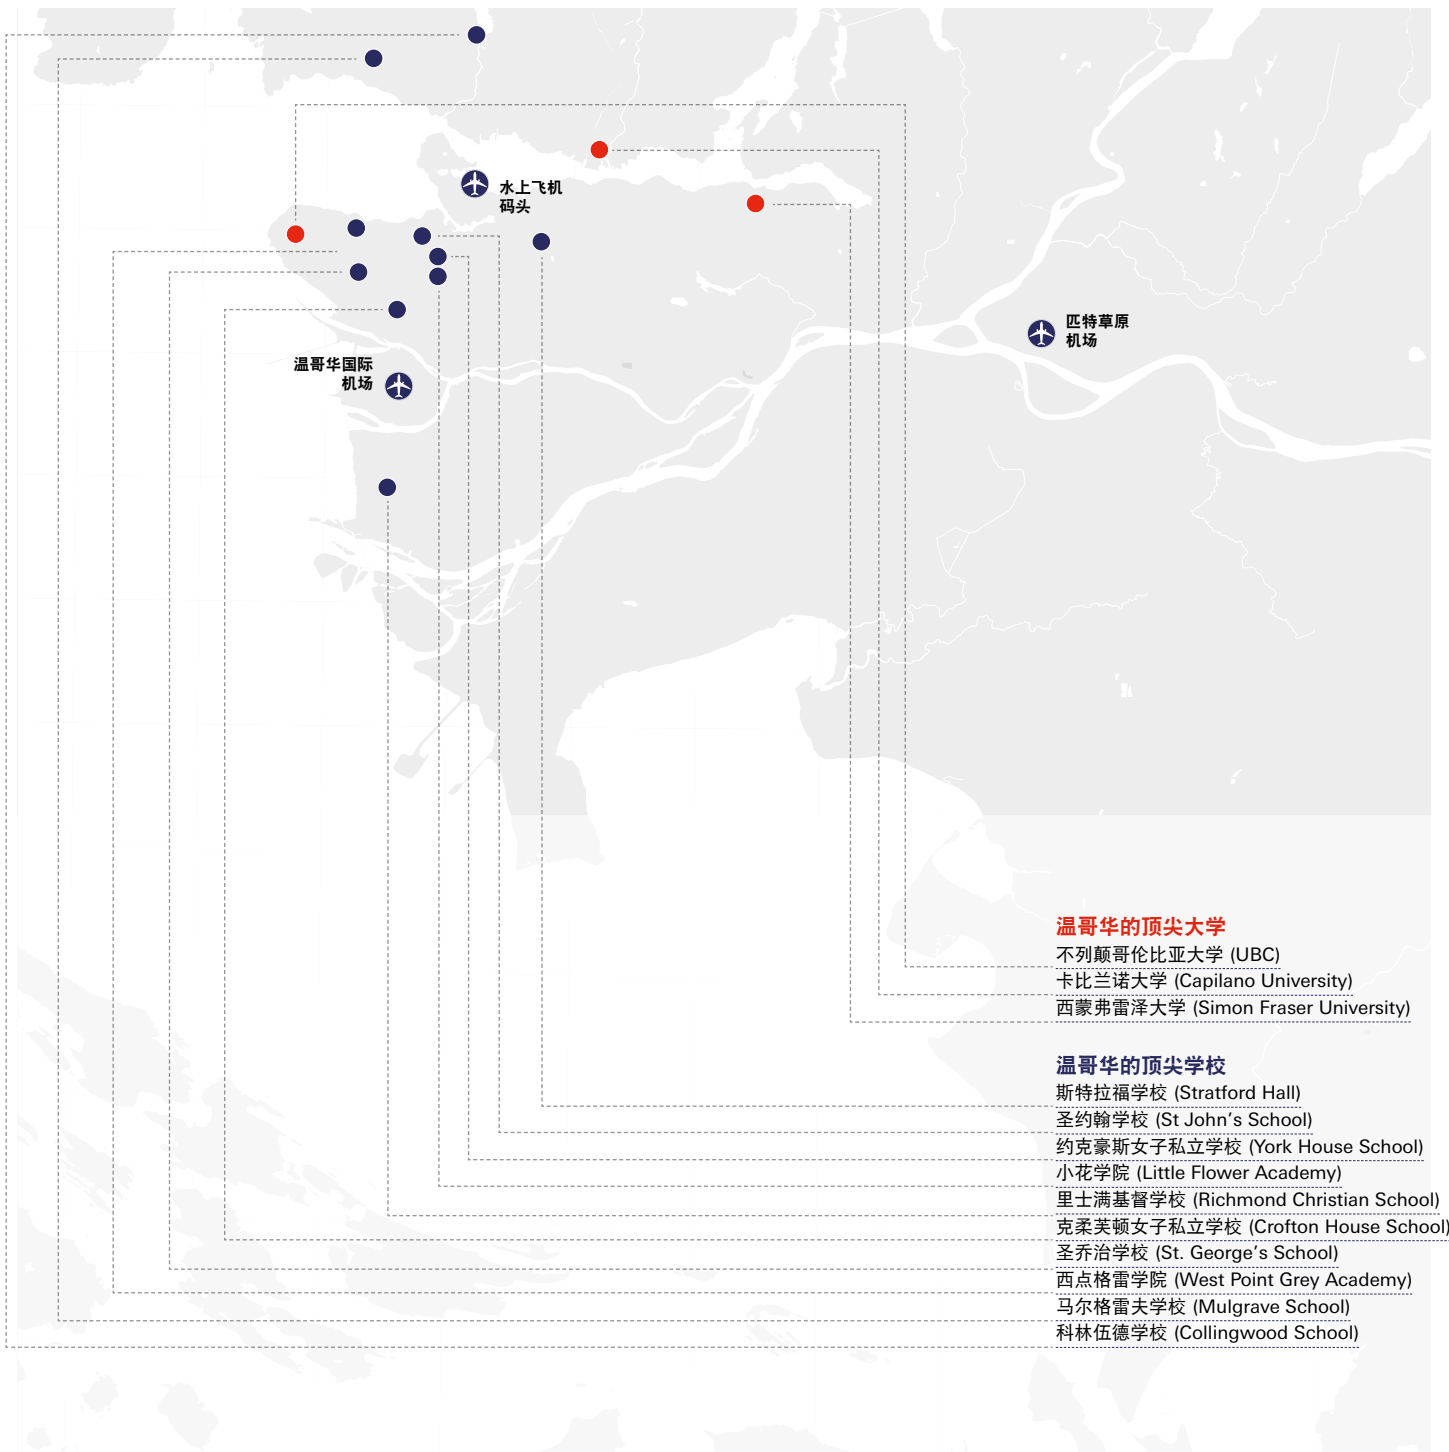 水上飞机
码头
匹特草原
机场
温哥华国际
机场
温哥华的顶尖大学
不列颠哥伦比亚大学 (UBC)
卡比兰诺大学 (Capilano University)
西蒙弗雷泽大学 (Simon Fraser University)
温哥华的顶尖学校
斯特拉福学校 (Stratford Hall)
圣约翰学校 (St John's School)
约克豪斯女子私立学校 (York House School)
小花学院 (Little Flower Academy)
里士满基督学校 (Richmond Christian School)
克柔芙顿女子私立学校 (Crofton House School)
圣乔治学校 (St. George's School)
西点格雷学院 (West Point Grey Academy)
马尔格雷夫学校 (Mulgrave School)
科林伍德学校 (Collingwood School)